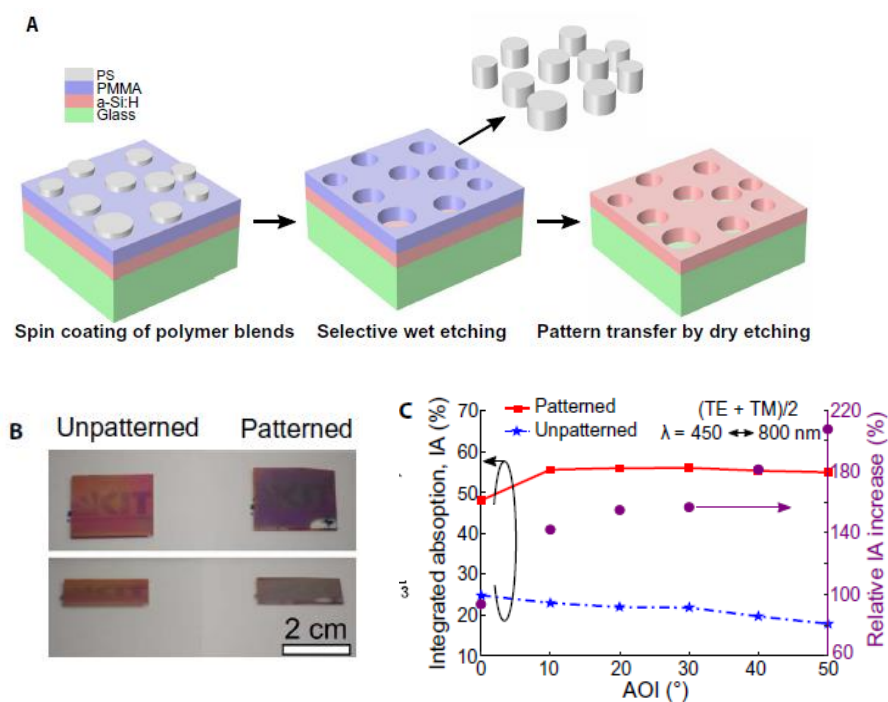 A
PS
PMMA
a-Si:H
Glass
Spin coating of polymer blends
Selective wet etching
Pattern transfer by dry etching
B
Unpatterned
Patterned
SKIT
SKIT
2 cm
C
Patterned
Unpatterned
(TE + TM)/2
λ = 450 ↔ 800 nm
Integrated absoption, IA (%)
70
60
50
40
30
20
10
0
10
20
30
40
50
AOI (°)
220
180
140
100
60
Relative IA increase (%)